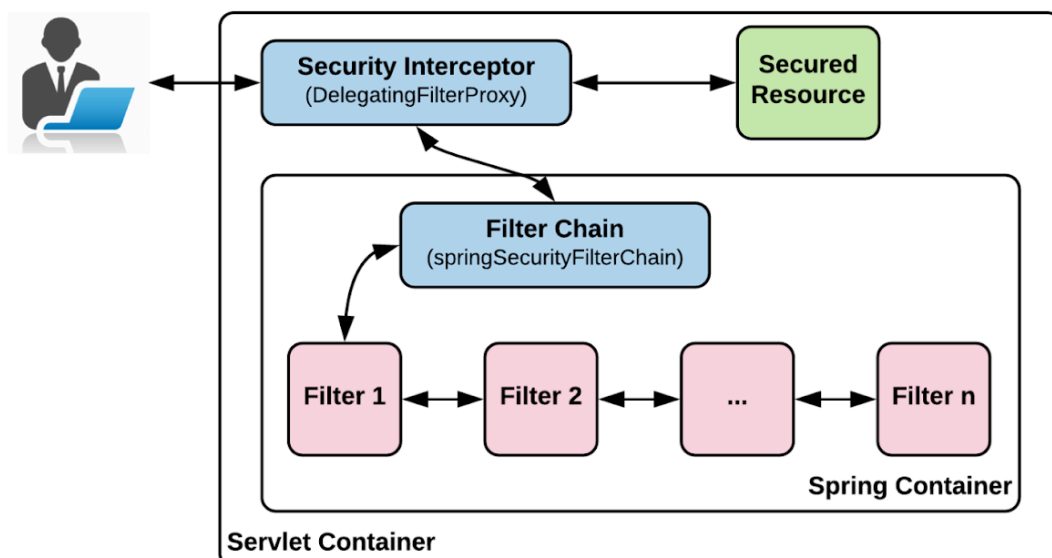 Security Interceptor
(DelegatingFilterProxy)
Secured
Resource
Filter Chain
(springSecurityFilterChain)
Filter 1
Filter 2
...
Filter n
Spring Container
Servlet Container